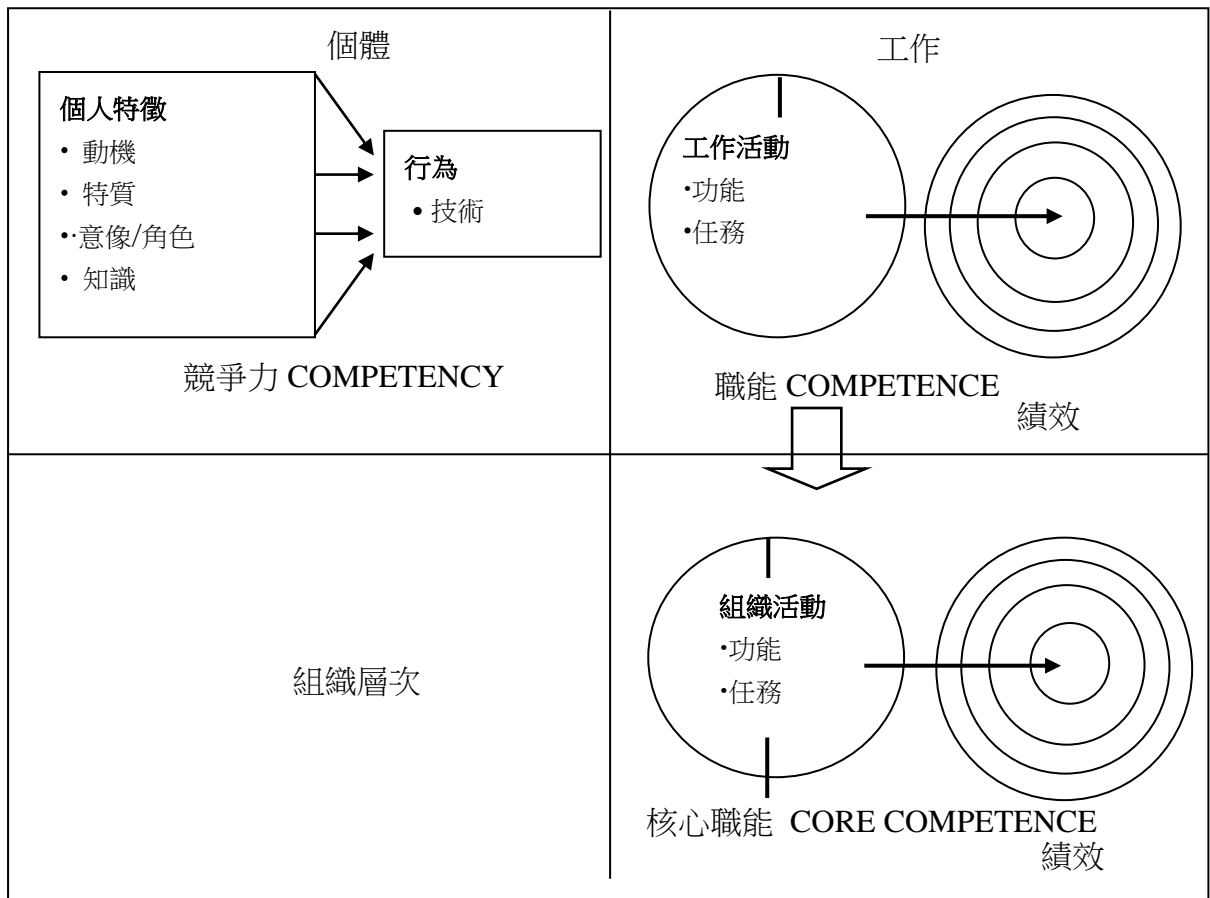 個體
個人特徵
• 動機
• 特質
•·意像/角色
• 知識
行為
• 技術
競爭力 COMPETENCY
工作
工作活動
·功能
·任務
職能 COMPETENCE
績效
組織層次
組織活動
·功能
·任務
核心職能 CORE COMPETENCE
績效